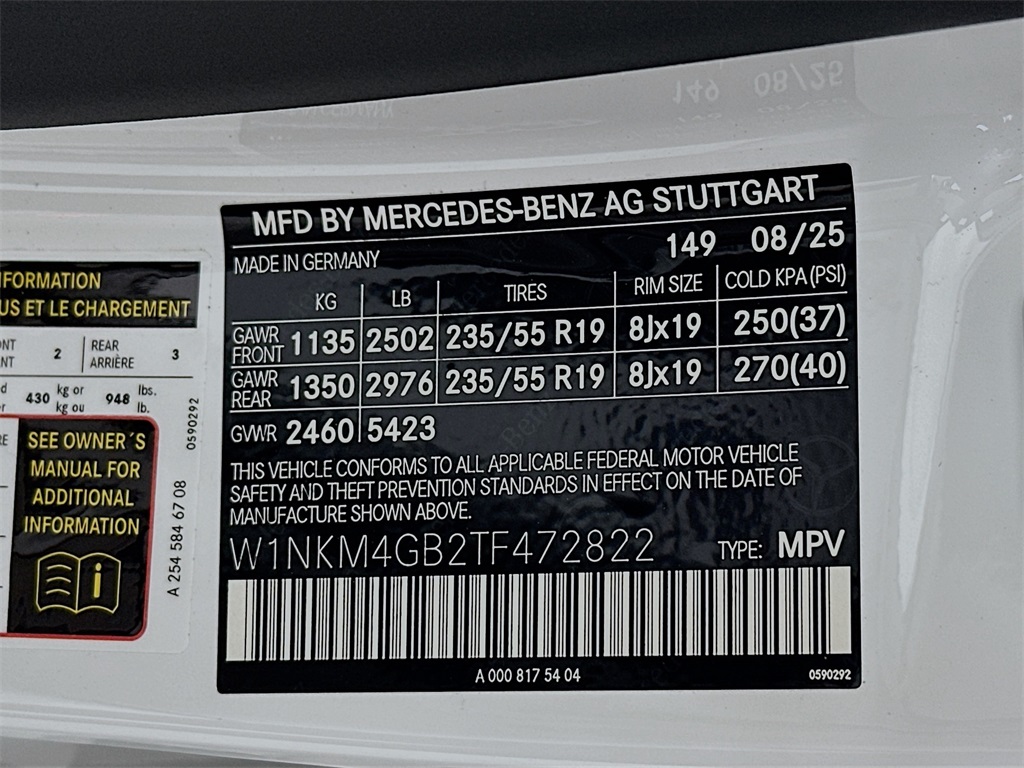 149 08/25
MFD BY MERCEDES-BENZ AG STUTTGART
149 08/25
MADE IN GERMANY
KG LB TIRES RIM SIZE COLD KPA (PSI)
GAWR FRONT 1135 2502 235/55 R19 8Jx19 250(37)
GAWR REAR 1350 2976 235/55 R19 8Jx19 270(40)
GVWR 2460 5423
THIS VEHICLE CONFORMS TO ALL APPLICABLE FEDERAL MOTOR VEHICLE
SAFETY AND THEFT PREVENTION STANDARDS IN EFFECT ON THE DATE OF
MANUFACTURE SHOWN ABOVE.
W1NKM4GB2TF472822 TYPE: MPV
A 000 817 54 04 0590292
US ET LE CHARGEMENT
2 REAR 3
ARRIÈRE
430 kg or 948 lbs.
kg ou lb.
0590292
SEE OWNER´S
MANUAL FOR
ADDITIONAL
INFORMATION
A 254 584 67 08